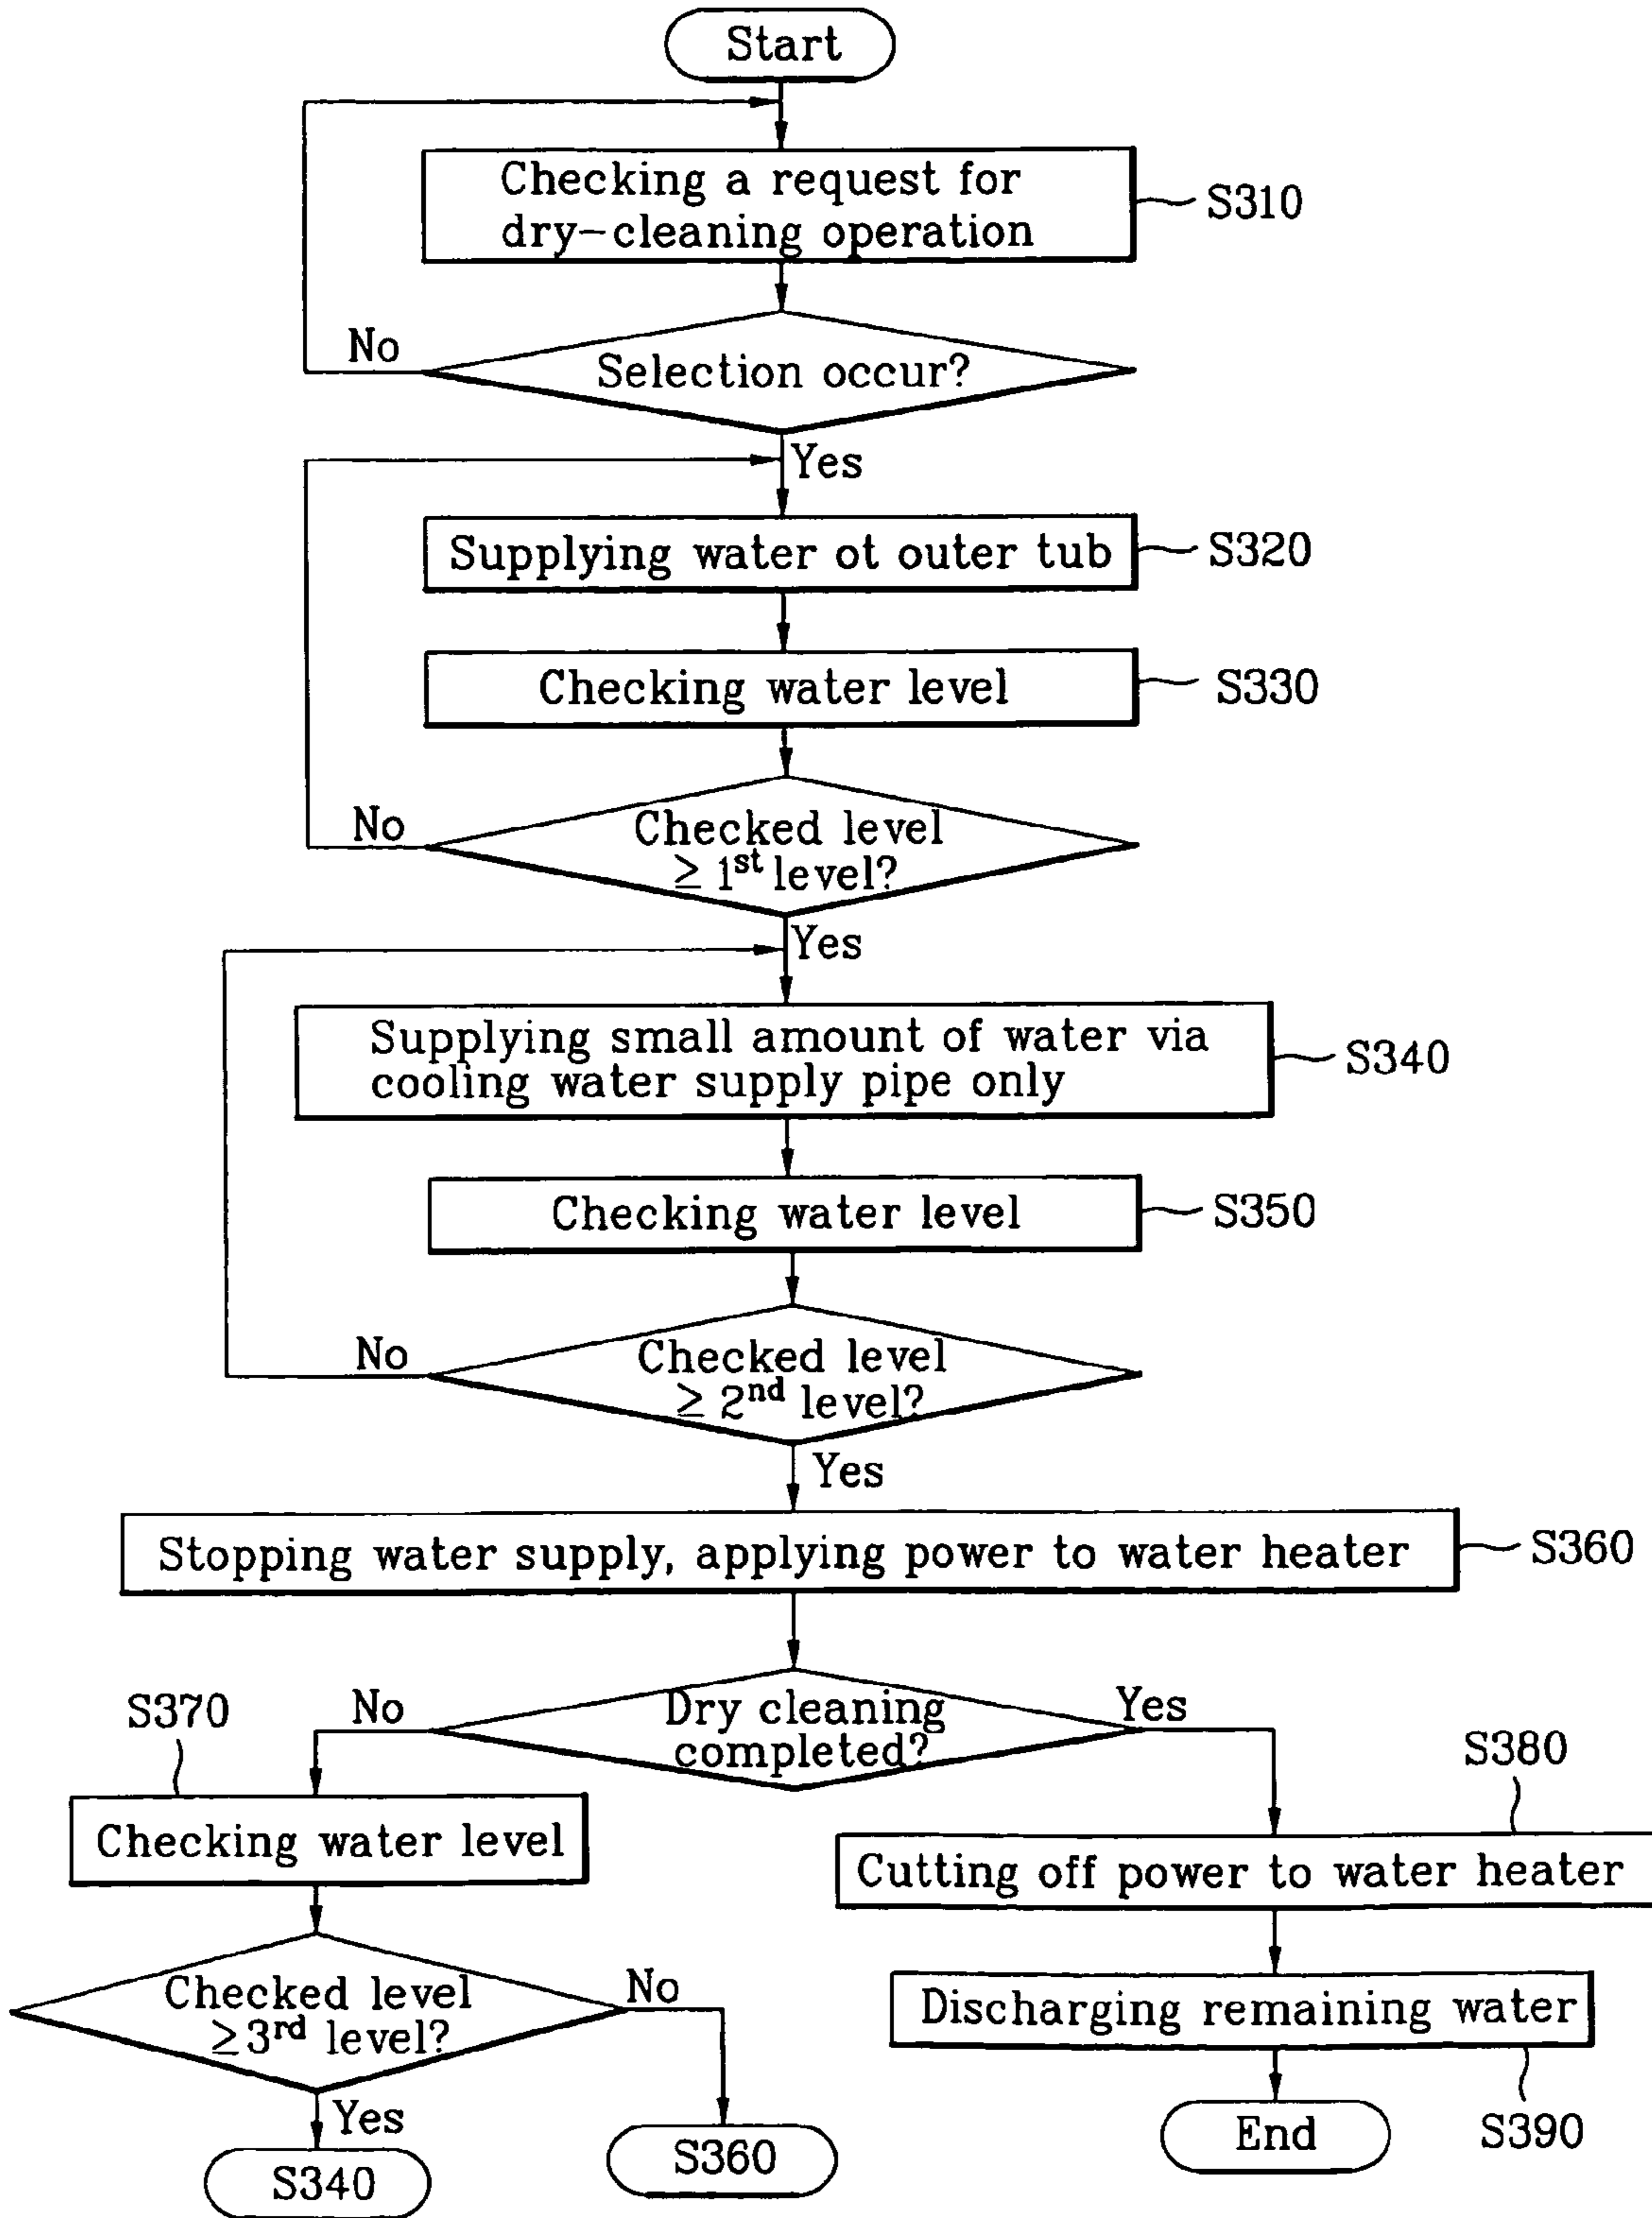 Start
Checking a request for
dry-cleaning operation
S310
No
Selection occur?
Yes
Supplying water ot outer tub
S320
Checking water level
S330
No
Checked level
≥ 1st level?
Yes
Supplying small amount of water via
cooling water supply pipe only
S340
Checking water level
S350
No
Checked level
≥ 2nd level?
Yes
Stopping water supply, applying power to water heater
S360
S370
No
Dry cleaning
completed?
Yes
S380
Checking water level
Cutting off power to water heater
Checked level
≥3rd level?
No
Discharging remaining water
Yes
S390
S340
S360
End